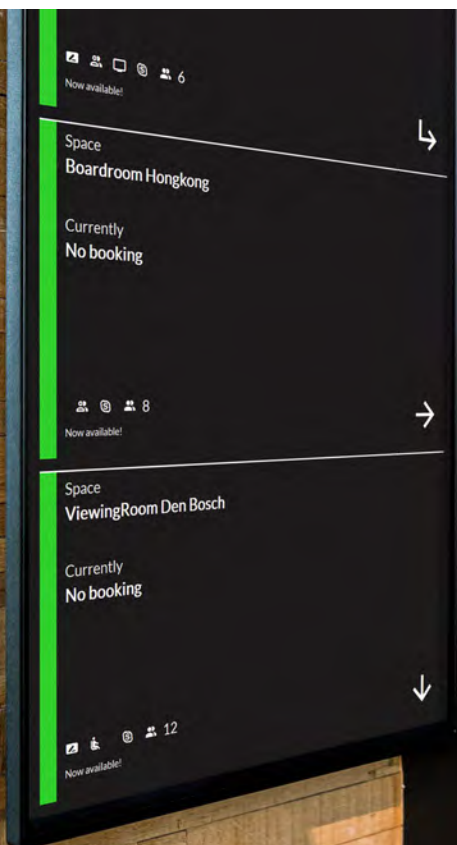 6
Now available!
Space
Boardroom Hongkong
Currently
No booking
8
Now available!
Space
ViewingRoom Den Bosch
Currently
No booking
12
Now available!